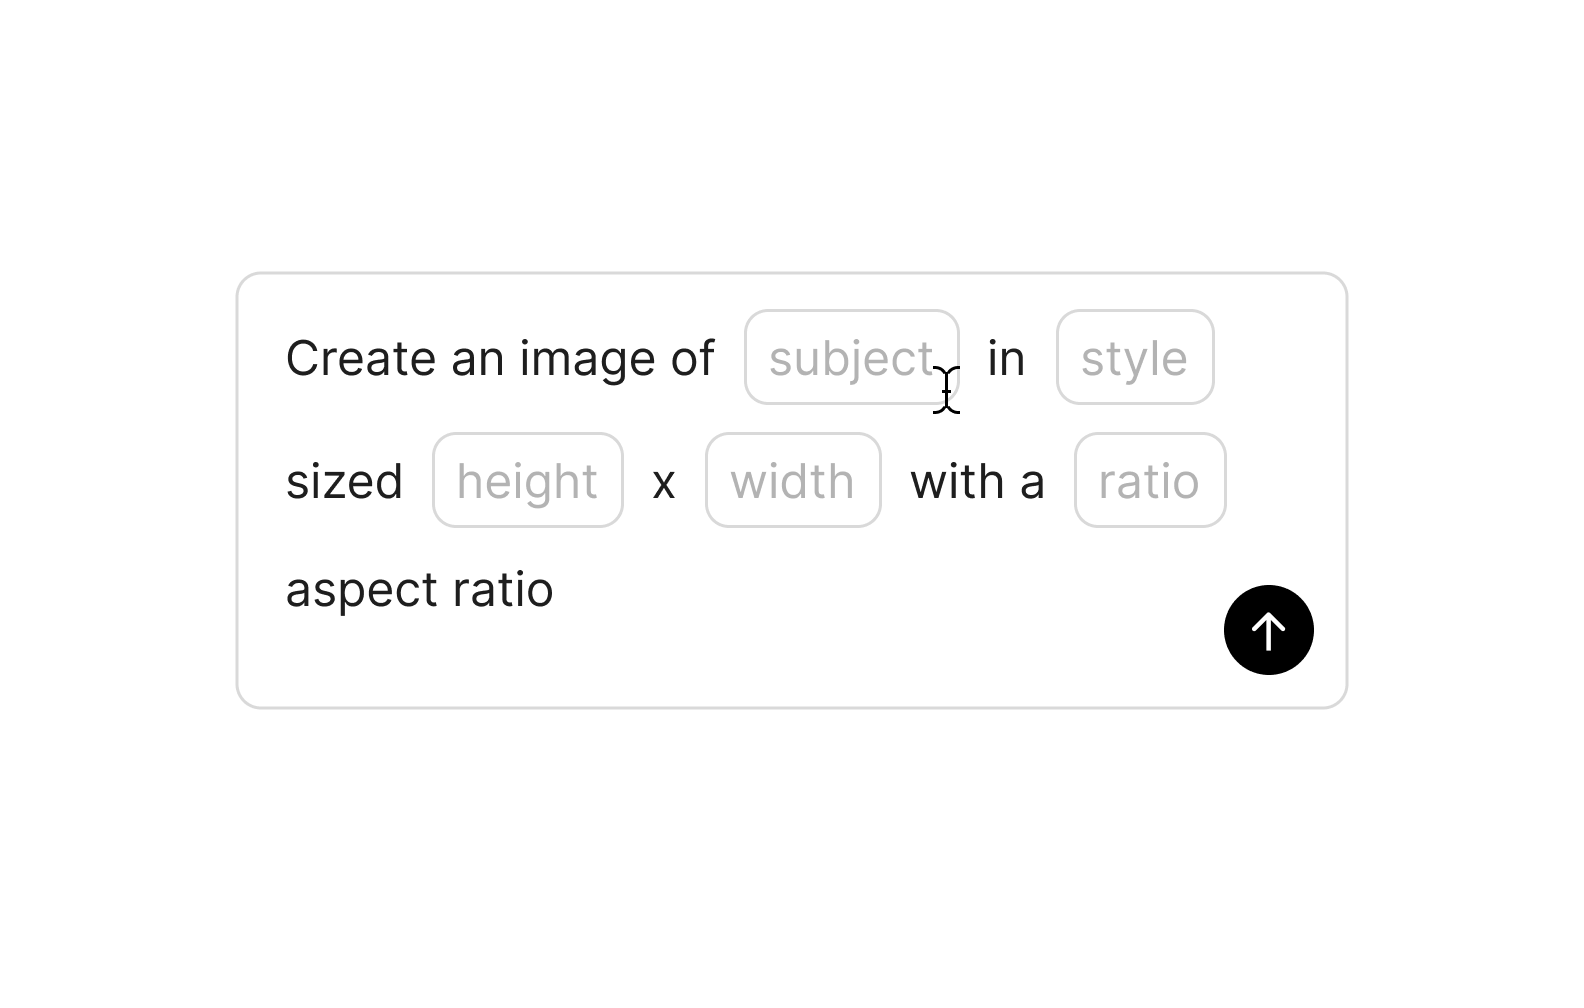 Create an image of subject in style
sized height x width with a ratio
aspect ratio